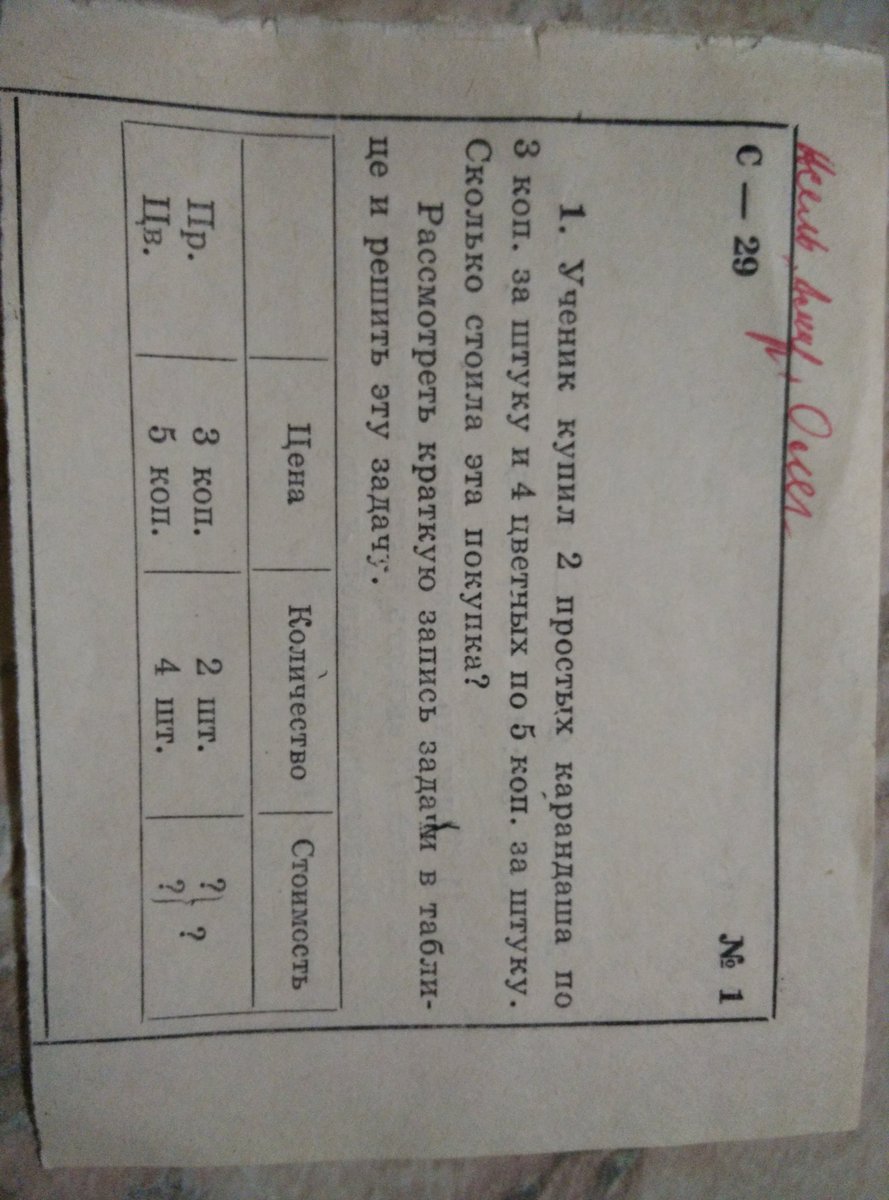 С — 29 № 1
1. Ученик купил 2 простых карандаша по
3 коп. за штуку и 4 цветных по 5 коп. за штуку.
Сколько стоила эта покупка?
Рассмотреть краткую запись задачи в табли-
це и решить эту задачу.
Цена Количество Стоимость
Пр. 3 коп. 2 шт. ? } ?
Цв. 5 коп. 4 шт. ?